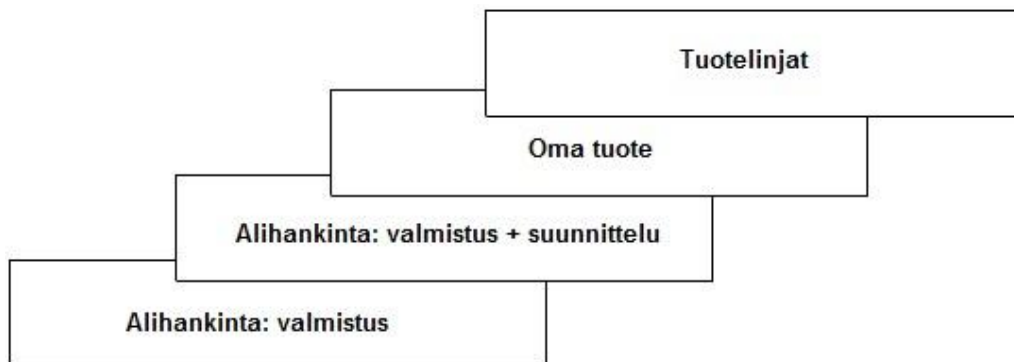 Tuotelinjat
Oma tuote
Alihankinta: valmistus + suunnittelu
Alihankinta: valmistus